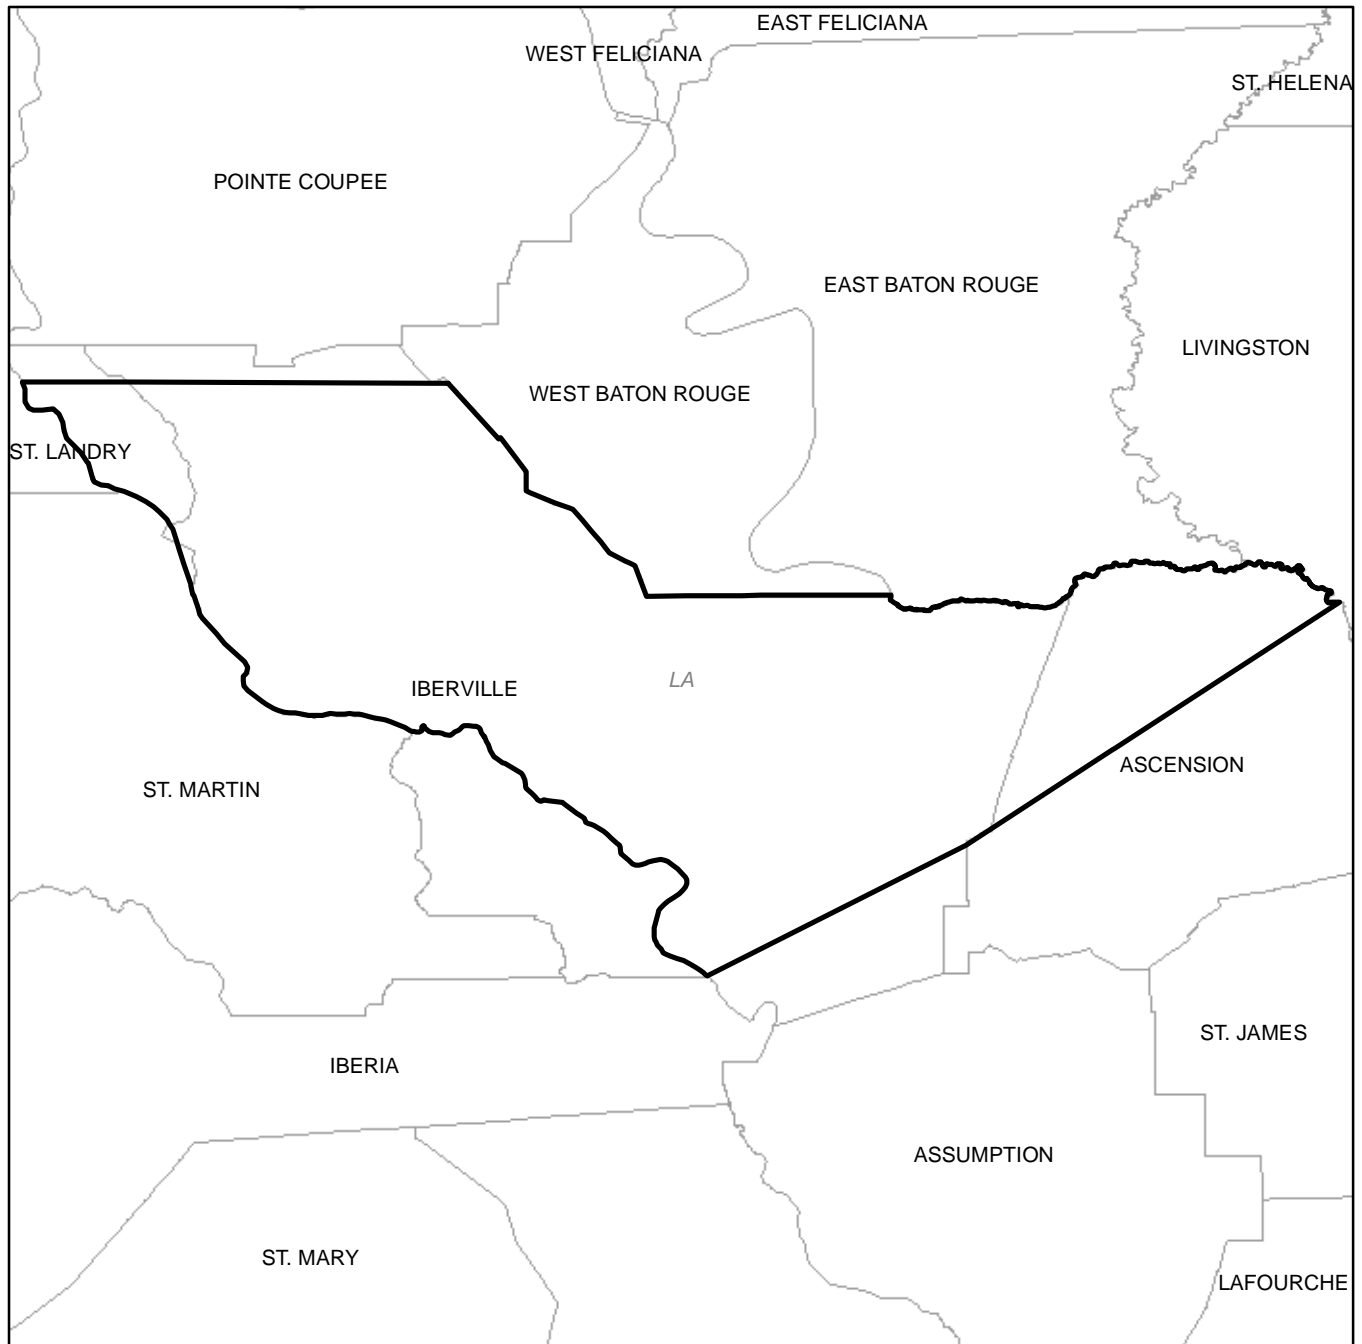 EAST FELICIANA
WEST FELICIANA
ST. HELENA
POINTE COUPEE
EAST BATON ROUGE
LIVINGSTON
WEST BATON ROUGE
ST. LANDRY
LA
IBERVILLE
ASCENSION
ST. MARTIN
ST. JAMES
IBERIA
ASSUMPTION
ST. MARY
LAFOURCHE